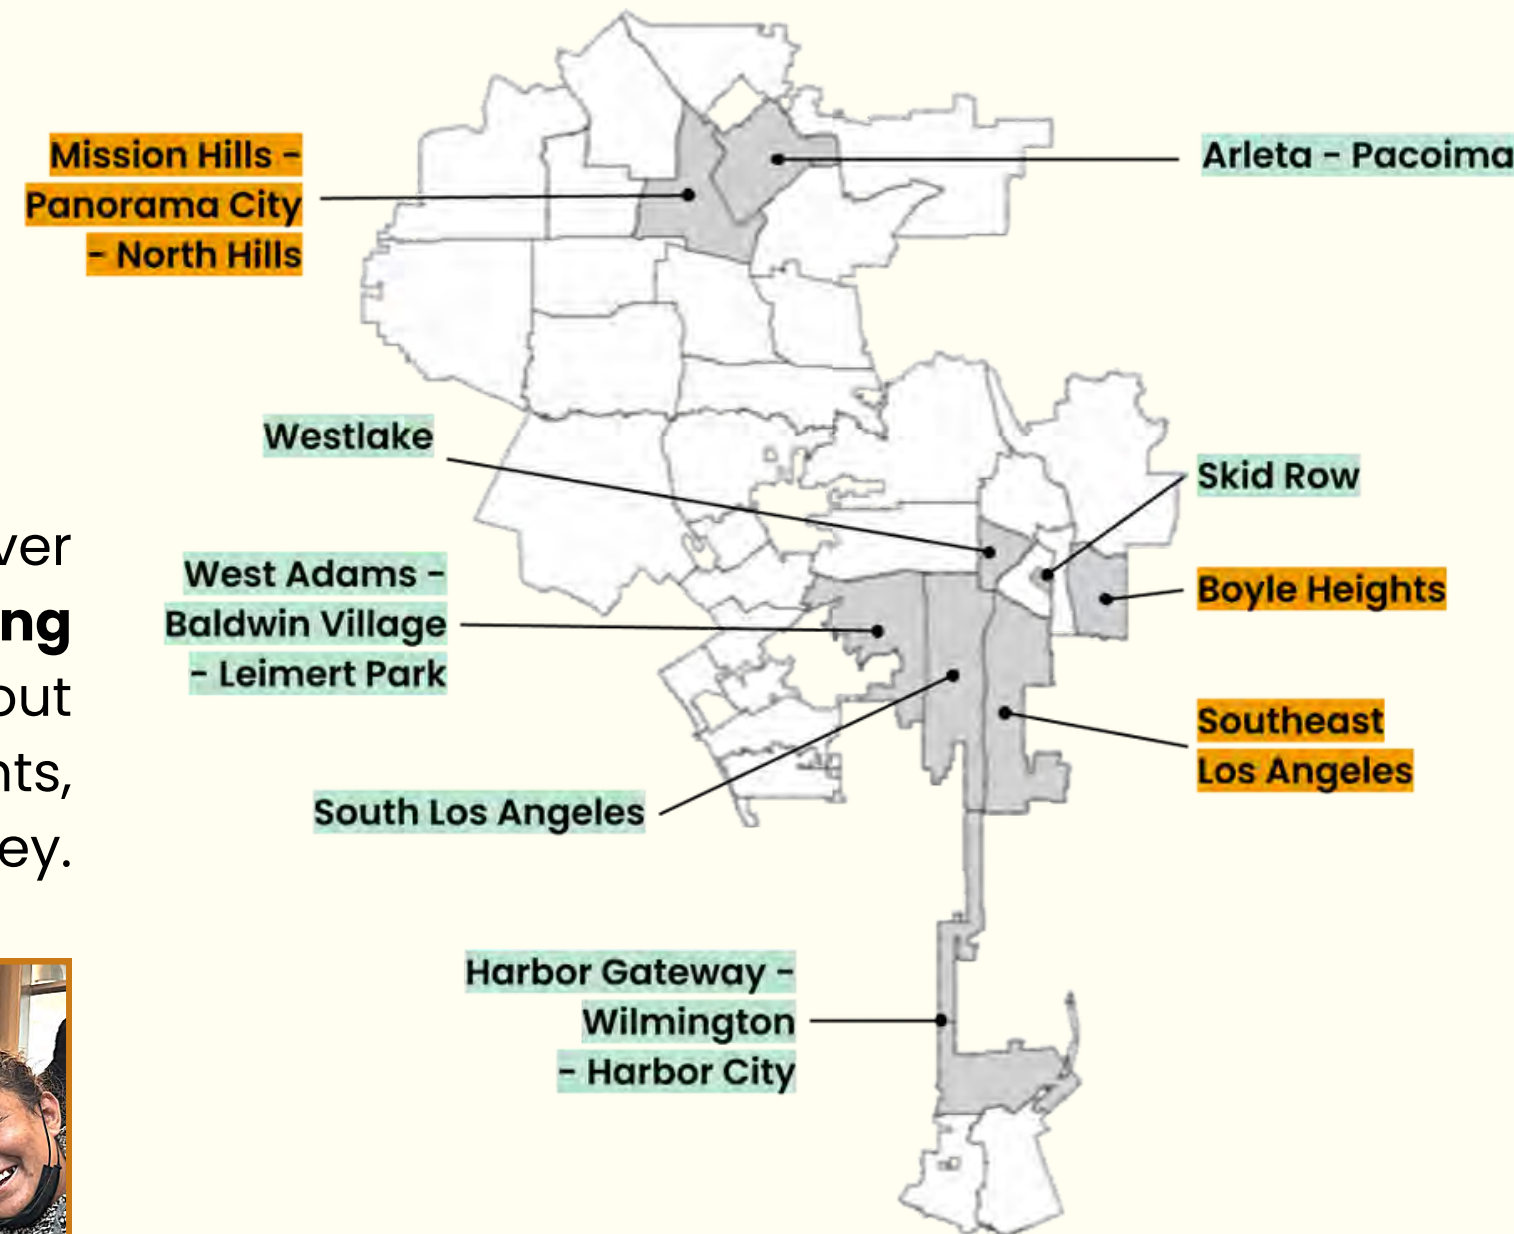 Mission Hills -
Panorama City
- North Hills
Arleta - Pacoima
Westlake
Skid Row
West Adams -
Baldwin Village
- Leimert Park
Boyle Heights
Southeast
Los Angeles
South Los Angeles
Harbor Gateway -
Wilmington
- Harbor City
ver
ng
out
nts,
ey.